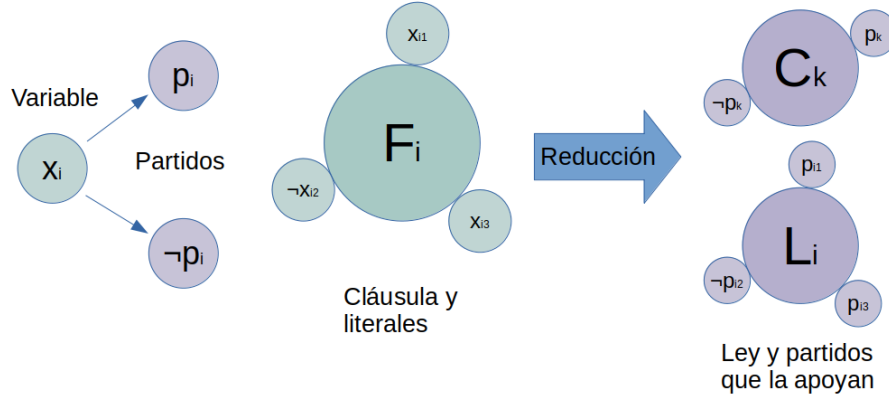 Variable
xi
pi
Partidos
¬pi
xi1
Fi
¬xi2
xi3
Cláusula y
literales
Reducción
pk
Ck
¬pk
pi1
Li
¬pi2
pi3
Ley y partidos
que la apoyan